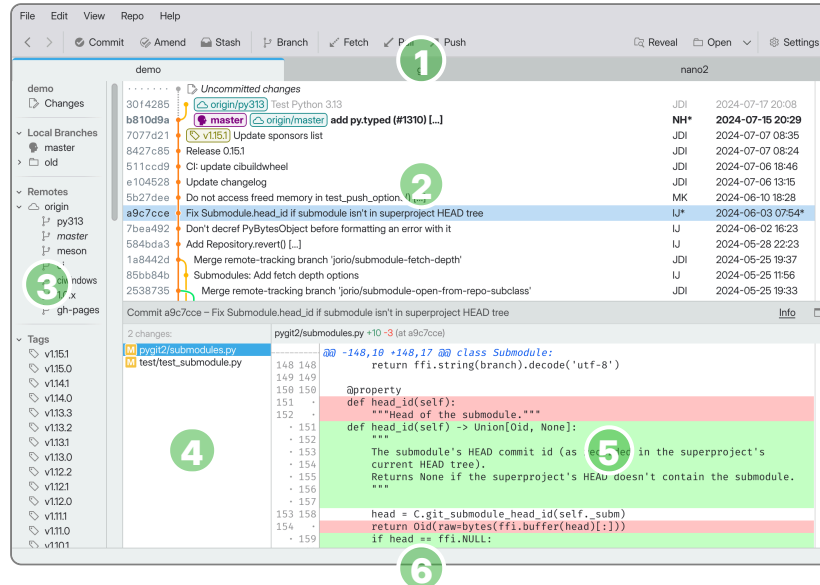 File Edit View Repo Help
Commit Amend Stash Branch Fetch Push Reveal Open Settings
demo nano2
1
demo
Changes
Local Branches
master
old
Remotes
origin
py313
master
meson
x
gh-pages
3
Tags
v1.15.1
v1.15.0
v1.14.1
v1.14.0
v1.13.3
v1.13.2
v1.13.1
v1.13.0
v1.12.2
v1.12.1
v1.12.0
v1.11.1
v1.11.0
v1.10.1
Uncommitted changes
30f4285 origin/py313 Test Python 3.13 JDI 2024-07-17 20:08
b810d9a master origin/master add py.typed (#1310) [...] NH* 2024-07-15 20:29
7077d21 v1.15.1 Update sponsors list JDI 2024-07-07 08:35
8427c85 Release 0.15.1 JDI 2024-07-07 08:24
511ccd9 CI: update cibuildwheel JDI 2024-07-06 18:46
e104528 Update changelog JDI 2024-07-06 13:15
5b27dee Do not access freed memory in test_push_option. () [...] MK 2024-06-10 18:28
2
a9c7cce Fix Submodule.head_id if submodule isn't in superproject HEAD tree IJ* 2024-06-03 07:54*
7bea492 Don't decref PyBytesObject before formatting an error with it IJ 2024-06-02 16:23
584bda3 Add Repository.revert() [...] IJ 2024-05-28 22:23
1a8442d Merge remote-tracking branch 'jorio/submodule-fetch-depth' JDI 2024-05-25 19:37
85bb84b Submodules: Add fetch depth options IJ 2024-05-25 11:56
2538735 Merge remote-tracking branch 'jorio/submodule-open-from-repo-subclass' JDI 2024-05-25 19:33
Commit a9c7cce – Fix Submodule.head_id if submodule isn't in superproject HEAD tree Info
2 changes:
M pygit2/submodules.py
M test/test_submodule.py
4
pygit2/submodules.py +10 -3 (at a9c7cce)
@@ -148,10 +148,17 @@ class Submodule:
148 148 return ffi.string(branch).decode('utf-8')
149 149
150 150 @property
151 · def head_id(self):
152 · """Head of the submodule."""
· 151 def head_id(self) -> Union[Oid, None]:
· 152 """
· 153 The submodule's HEAD commit id (as in the superproject's
· 154 current HEAD tree).
· 155 Returns None if the superproject's HEAD doesn't contain the submodule.
· 156 """
· 157
5
153 158 head = C.git_submodule_head_id(self._subm)
154 · return Oid(raw=bytes(ffi.buffer(head)[:]))
· 159 if head == ffi.NULL:
6